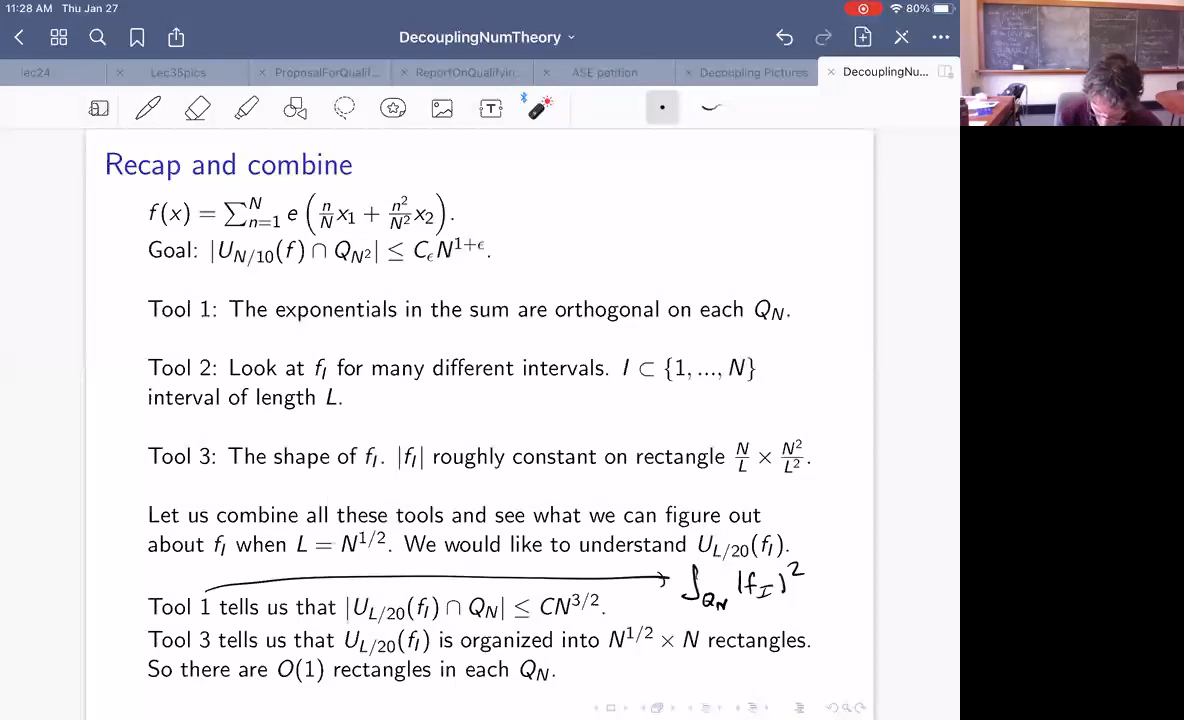 11:28 AM Thu Jan 27
80%
DecouplingNumTheory
lec24
Lec35pics
ProposalForQualif...
ReportOnQualifyin...
ASE petition
Decoupling Pictures
DecouplingNu...
Recap and combine
f(x) = ∑_{n=1}^{N} e (n/N x₁ + n²/N² x₂).
Goal: |U_{N/10}(f) ∩ Q_{N²}| ≤ C_ϵ N^{1+ϵ}.
Tool 1: The exponentials in the sum are orthogonal on each Q_N.
Tool 2: Look at f_I for many different intervals. I ⊂ {1, ..., N}
interval of length L.
Tool 3: The shape of f_I. |f_I| roughly constant on rectangle N/L × N²/L².
Let us combine all these tools and see what we can figure out
about f_I when L = N^{1/2}. We would like to understand U_{L/20}(f_I).
∫_{Q_N} |f_I|²
Tool 1 tells us that |U_{L/20}(f_I) ∩ Q_N| ≤ CN^{3/2}.
Tool 3 tells us that U_{L/20}(f_I) is organized into N^{1/2} × N rectangles.
So there are O(1) rectangles in each Q_N.